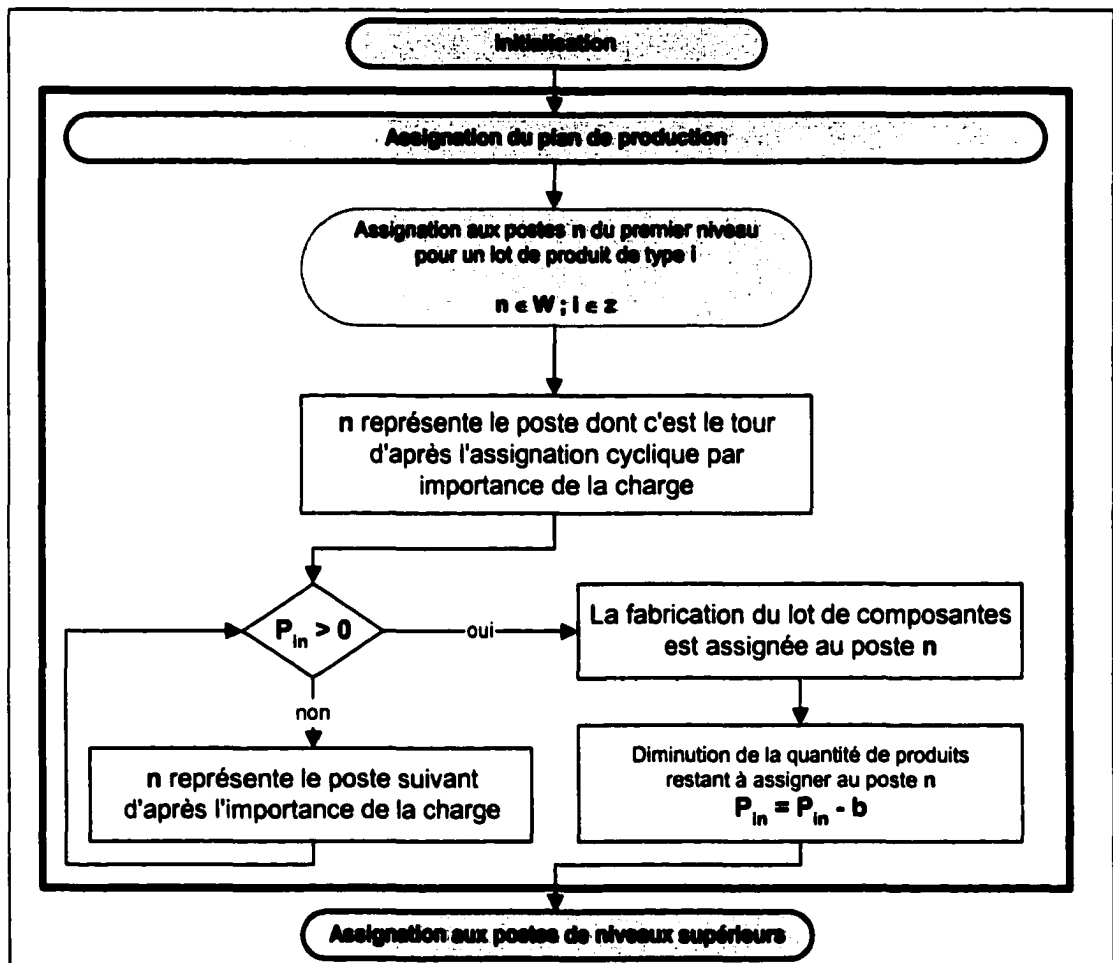 Initialisation
Assignation du plan de production
Assignation aux postes n du premier niveau
pour un lot de produit de type i
n ∈ W ; i ∈ z
n représente le poste dont c'est le tour
d'après l'assignation cyclique par
importance de la charge
P_in > 0
oui
La fabrication du lot de composantes
est assignée au poste n
non
n représente le poste suivant
d'après l'importance de la charge
Diminution de la quantité de produits
restant à assigner au poste n
P_in = P_in - b
Assignation aux postes de niveaux supérieurs